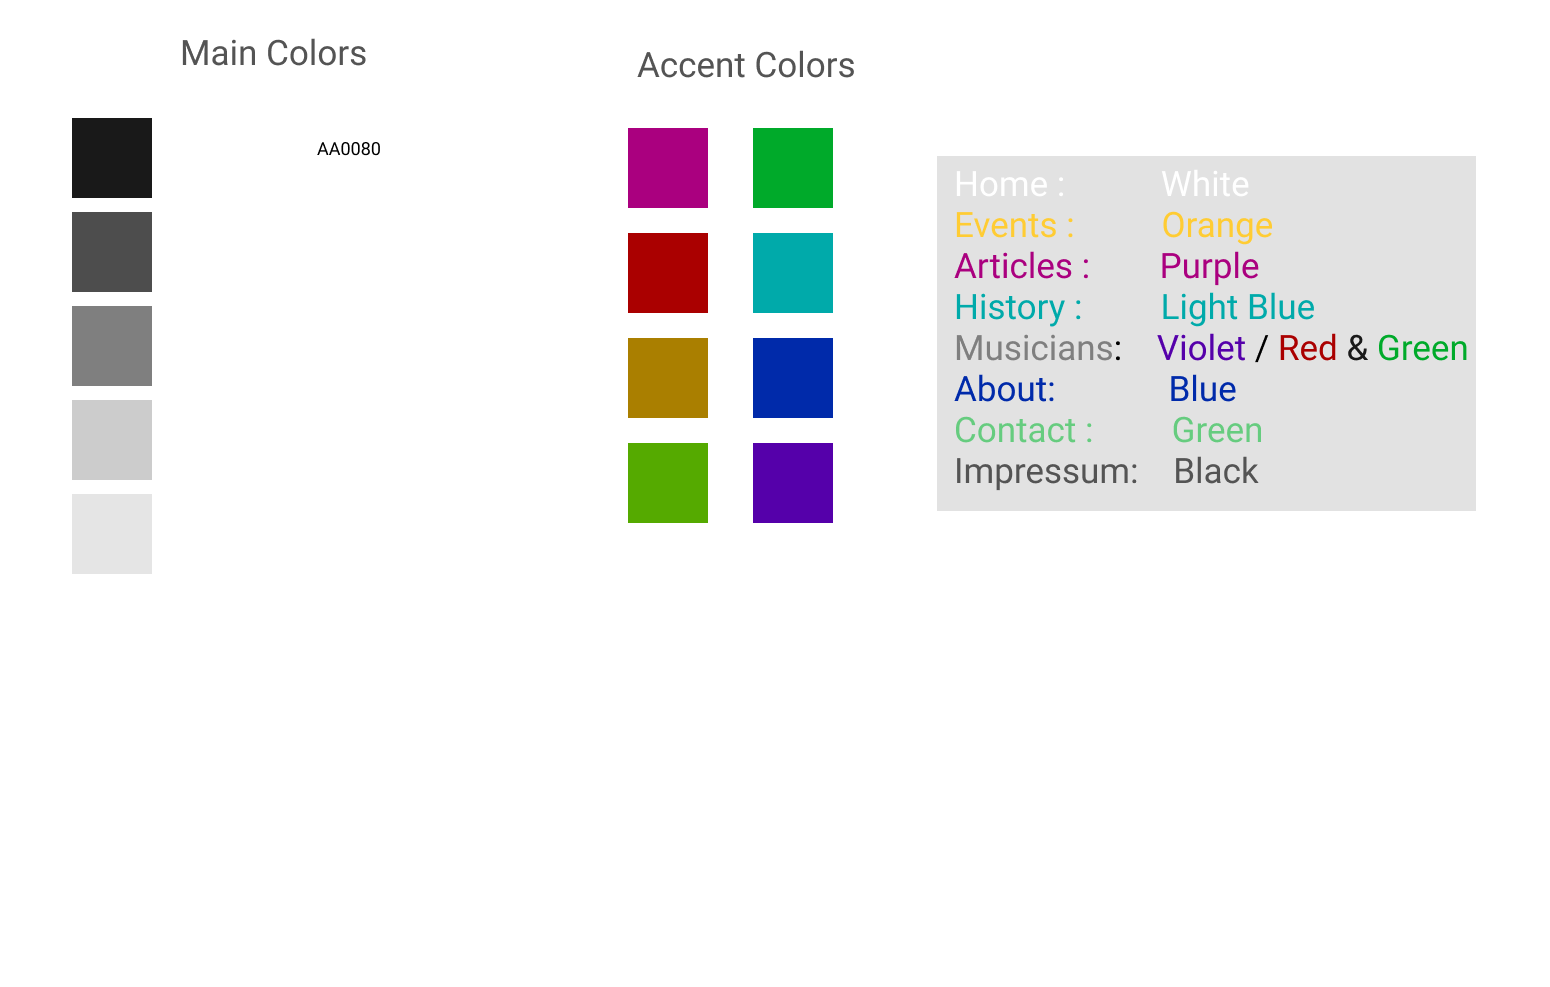 Main Colors
Accent Colors
AA0080
Home : White
Events : Orange
Articles : Purple
History : Light Blue
Musicians: Violet / Red & Green
About: Blue
Contact : Green
Impressum: Black